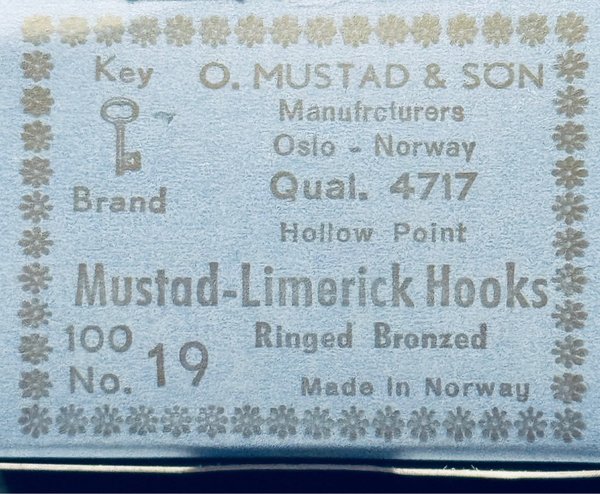 Key
Brand
O. MUSTAD & SÖN
Manufrcturers
Oslo - Norway
Qual. 4717
Hollow Point
Mustad-Limerick Hooks
100
Ringed Bronzed
No. 19
Made in Norway